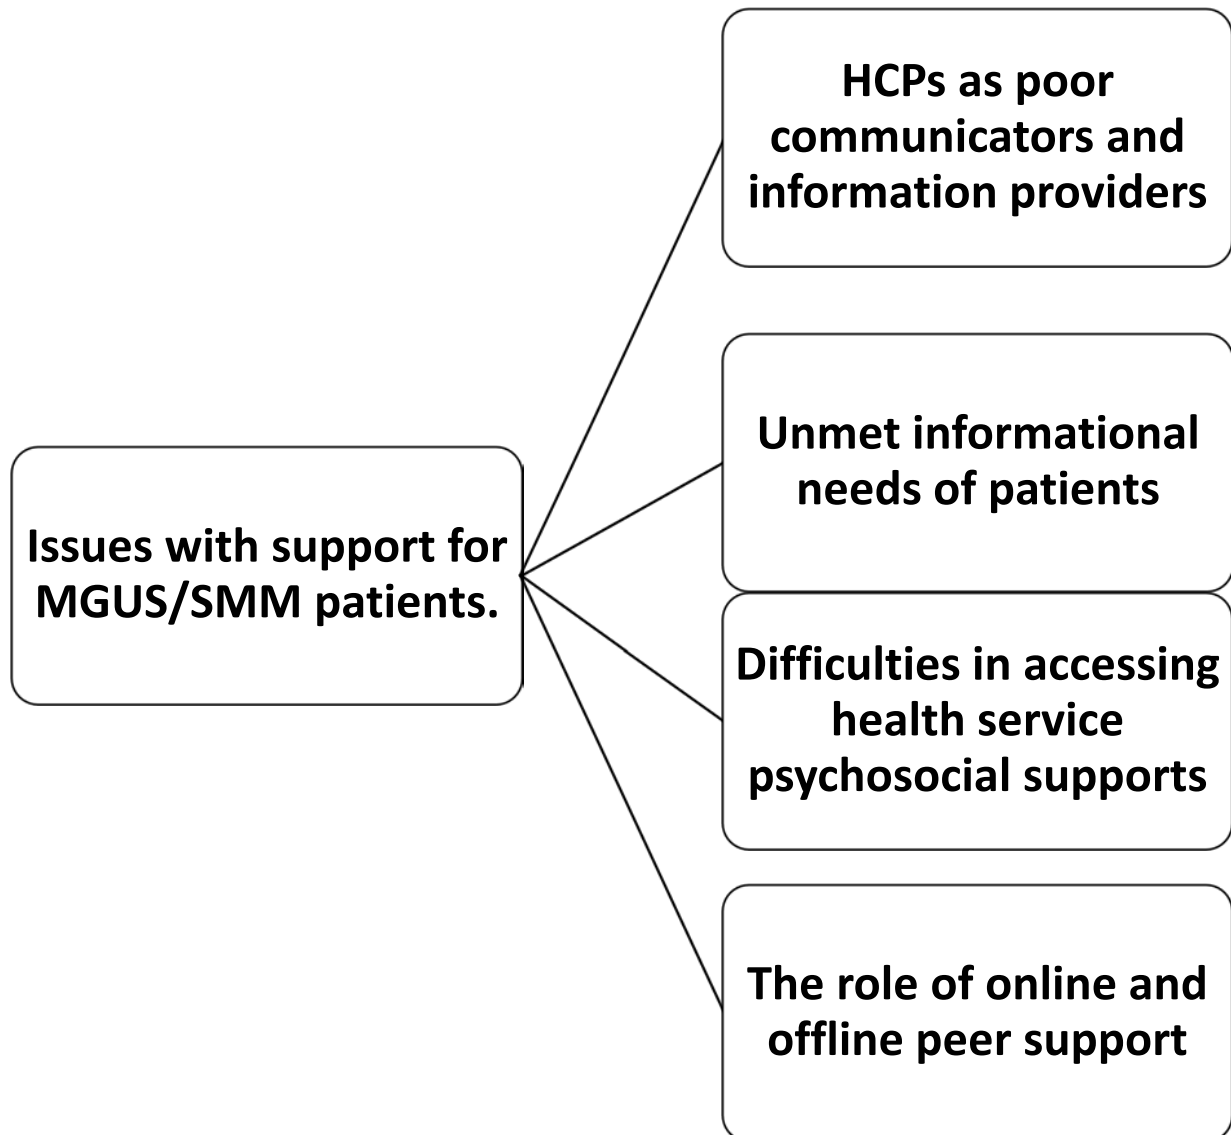 HCPs as poor
communicators and
information providers
Unmet informational
needs of patients
Issues with support for
MGUS/SMM patients.
Difficulties in accessing
health service
psychosocial supports
The role of online and
offline peer support